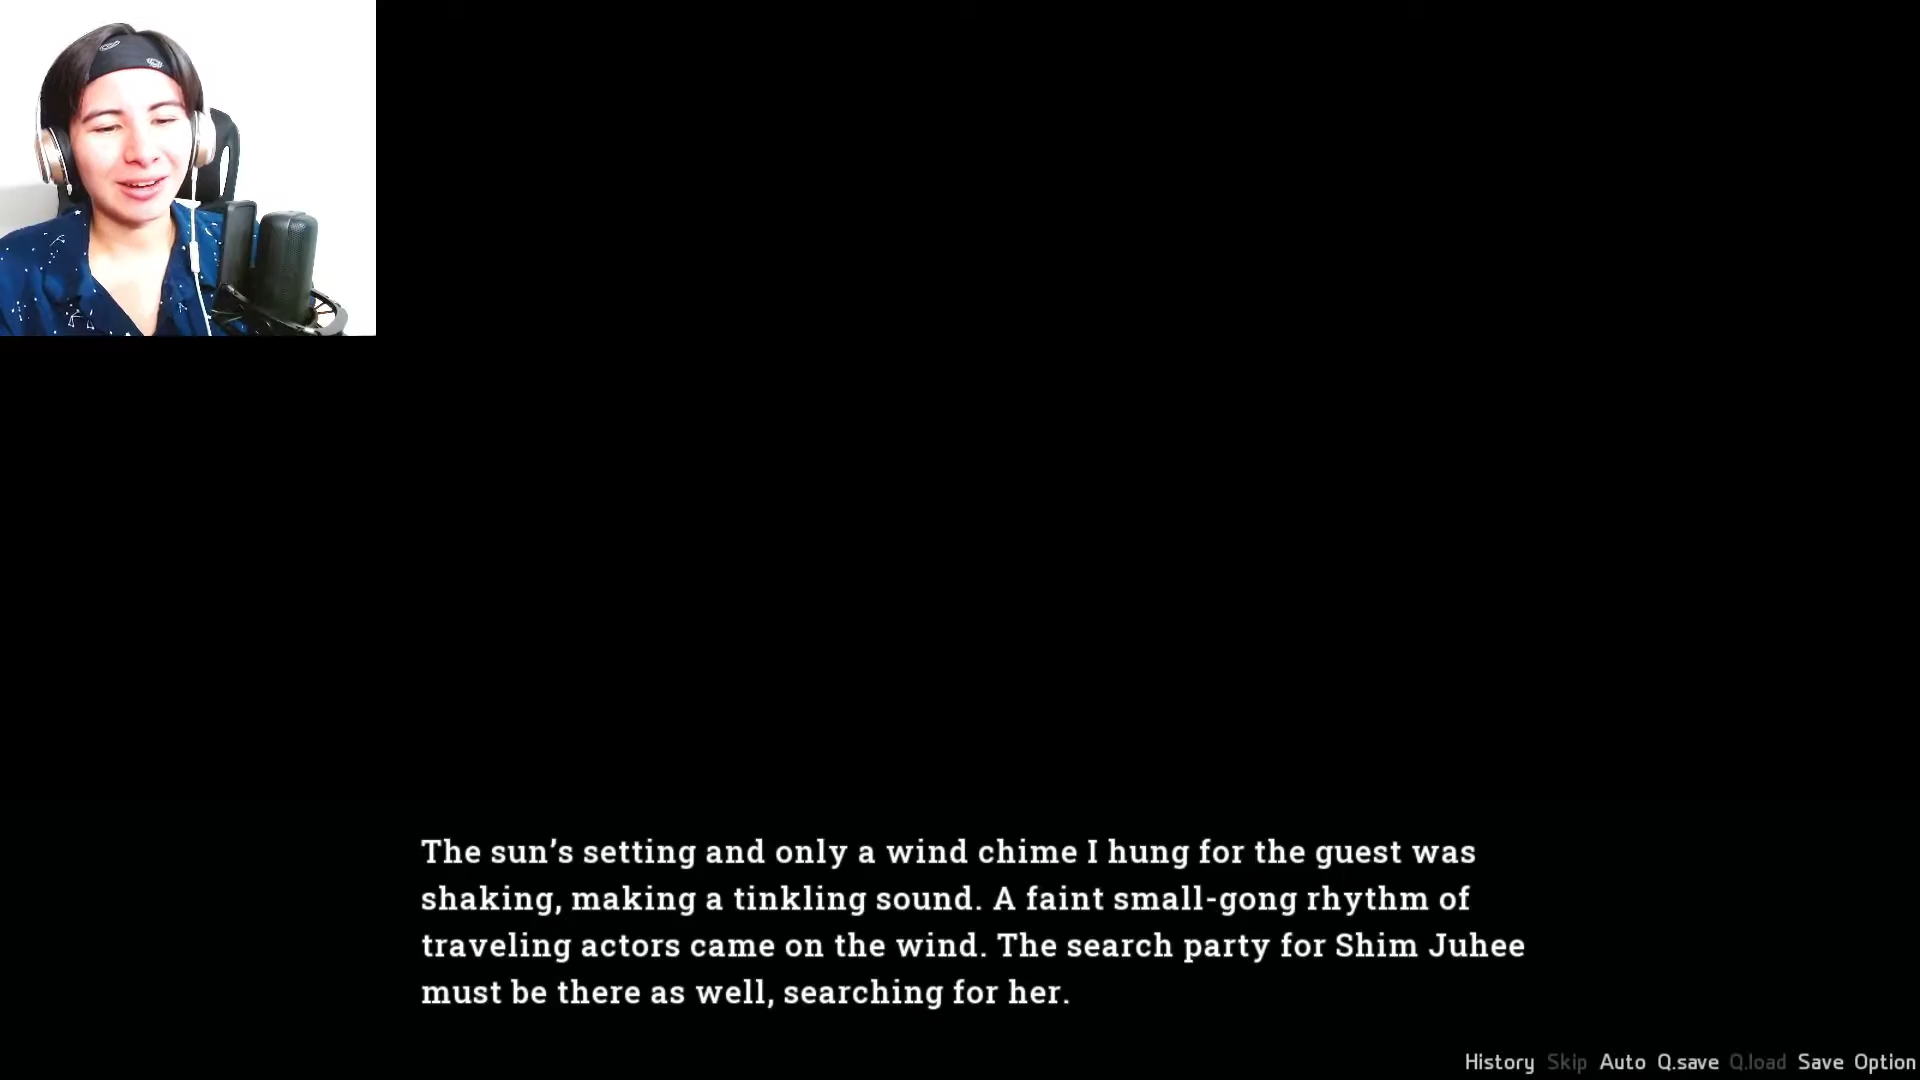 The sun’s setting and only a wind chime I hung for the guest was
shaking, making a tinkling sound. A faint small-gong rhythm of
traveling actors came on the wind. The search party for Shim Juhee
must be there as well, searching for her.
History Skip Auto Q.save Q.load Save Option